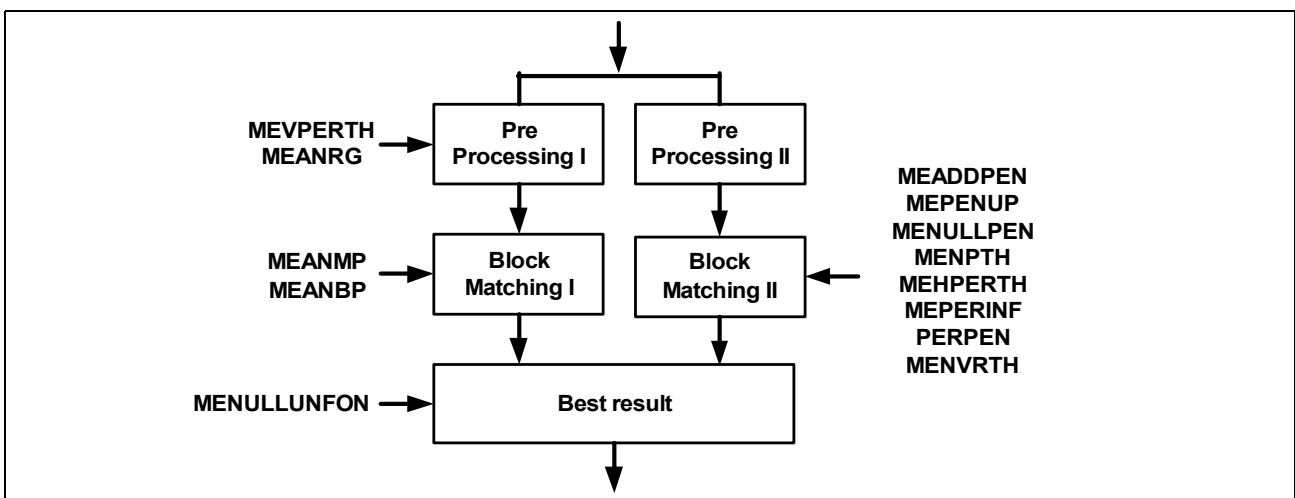 MEVPERTH
MEANRG
Pre
Processing I
Pre
Processing II
MEANMP
MEANBP
Block
Matching I
Block
Matching II
MEADDPEN
MEPENUP
MENULLPEN
MENPTH
MEHPERTH
MEPERINF
PERPEN
MENVRTH
MENULLUNFON
Best result